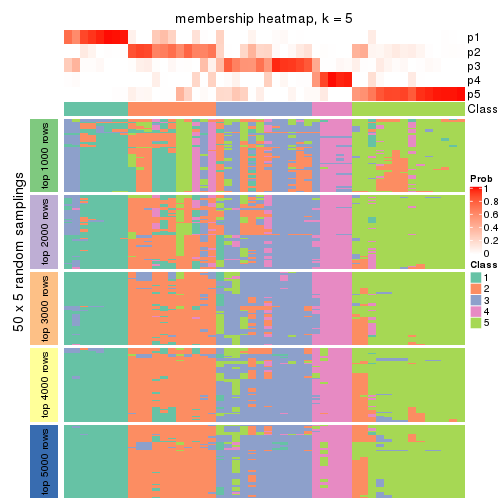 membership heatmap, k = 5
p1
p2
p3
p4
p5
Class
50 x 5 random samplings
top 1000 rows
top 2000 rows
top 3000 rows
top 4000 rows
top 5000 rows
Prob
1
0.8
0.6
0.4
0.2
0
Class
1
2
3
4
5